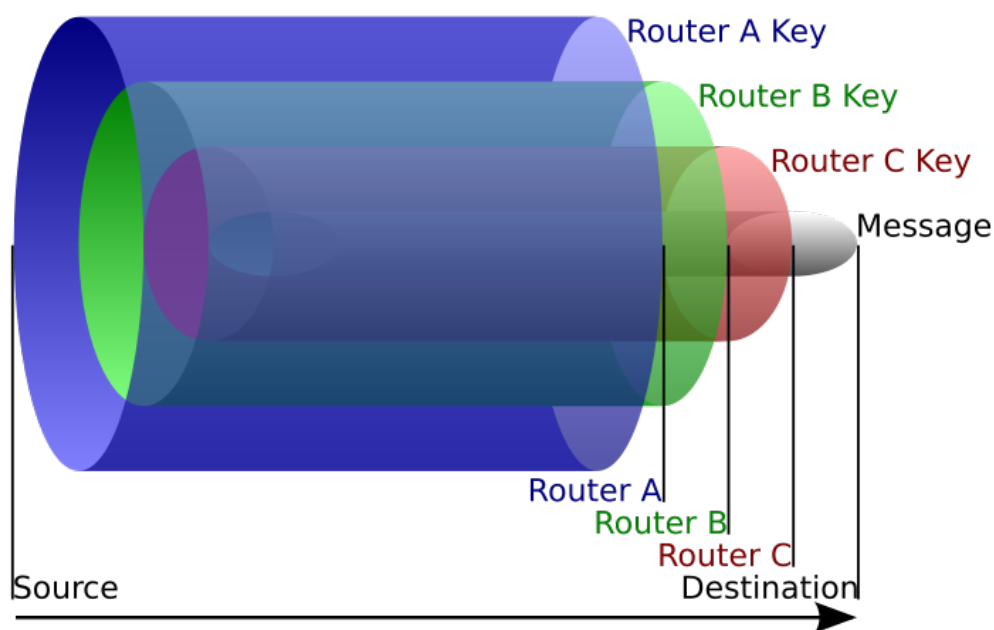 Router A Key
Router B Key
Router C Key
Message
Router A
Router B
Router C
Source
Destination